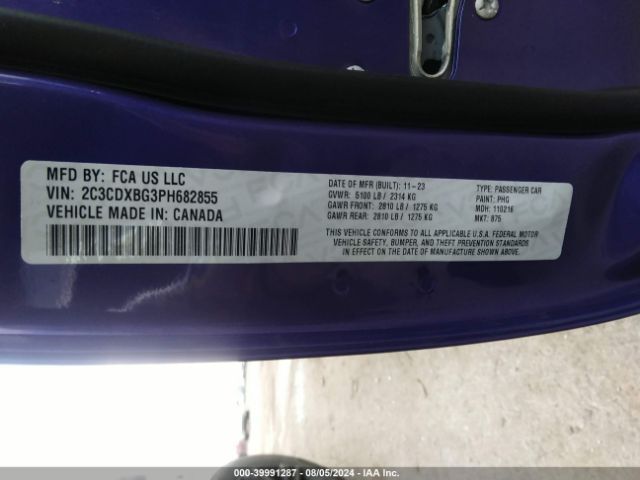 MFD BY: FCA US LLC
VIN: 2C3CDXBG3PH682855
VEHICLE MADE IN: CANADA
DATE OF MFR (BUILT): 11-23
GVWR: 5100 LB / 2314 KG
GAWR FRONT: 2810 LB / 1275 KG
GAWR REAR: 2810 LB / 1275 KG
TYPE: PASSENGER CAR
PAINT: PHG
MDH: 110216
MKT: 875
THIS VEHICLE CONFORMS TO ALL APPLICABLE U.S.A. FEDERAL MOTOR
VEHICLE SAFETY, BUMPER, AND THEFT PREVENTION STANDARDS
IN EFFECT ON THE DATE OF MANUFACTURE SHOWN ABOVE.
000-39991287 - 08/05/2024 - IAAI.COM